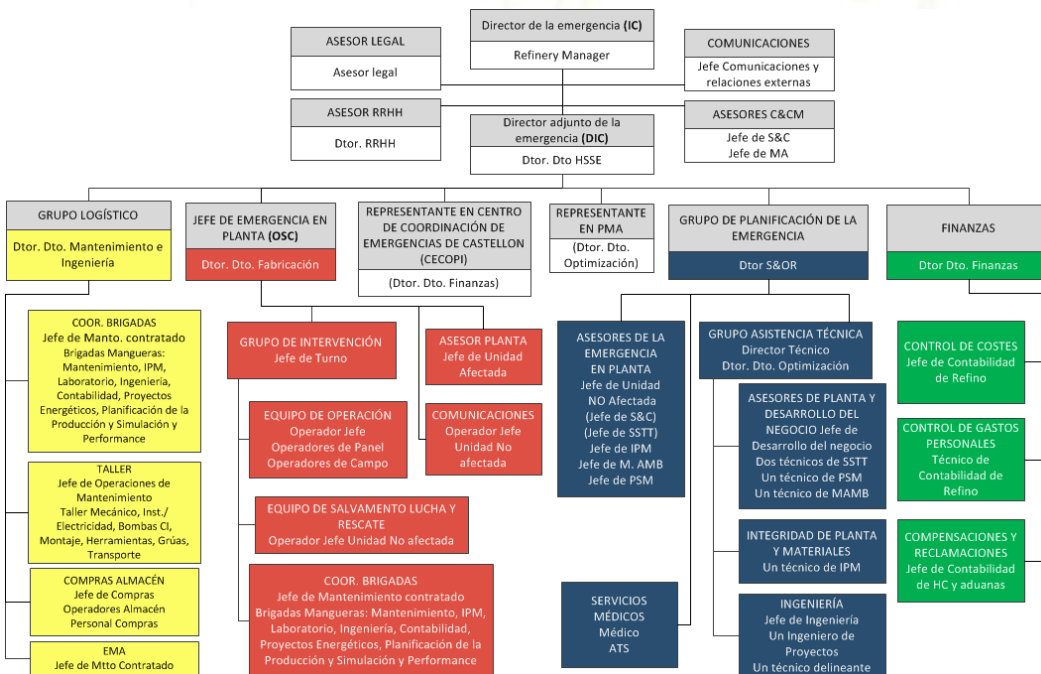 Director de la emergencia (IC)
Refinery Manager
ASESOR LEGAL
Asesor legal
COMUNICACIONES
Jefe Comunicaciones y
relaciones externas
ASESOR RRHH
Dtor. RRHH
Director adjunto de la
emergencia (DIC)
Dtor. Dto HSSE
ASESORES C&CM
Jefe de S&C
Jefe de MA
GRUPO LOGÍSTICO
Dtor. Dto. Mantenimiento e
Ingeniería
JEFE DE EMERGENCIA EN
PLANTA (OSC)
Dtor. Dto. Fabricación
REPRESENTANTE EN CENTRO
DE COORDINACIÓN DE
EMERGENCIAS DE CASTELLON
(CECOPI)
(Dtor. Dto. Finanzas)
REPRESENTANTE
EN PMA
(Dtor. Dto.
Optimización)
GRUPO DE PLANIFICACIÓN DE LA
EMERGENCIA
Dtor S&OR
FINANZAS
Dtor Dto. Finanzas
COOR. BRIGADAS
Jefe de Manto. contratado
Brigadas Mangueras:
Mantenimiento, IPM,
Laboratorio, Ingeniería,
Contabilidad, Proyectos
Energéticos, Planificación de la
Producción y Simulación y
Performance
TALLER
Jefe de Operaciones de
Mantenimiento
Taller Mecánico, Inst./
Electricidad, Bombas CI,
Montaje, Herramientas, Grúas,
Transporte
COMPRAS ALMACÉN
Jefe de Compras
Operadores Almacén
Personal Compras
EMA
Jefe de Mtto Contratado
GRUPO DE INTERVENCIÓN
Jefe de Turno
EQUIPO DE OPERACIÓN
Operador Jefe
Operadores de Panel
Operadores de Campo
EQUIPO DE SALVAMENTO LUCHA Y
RESCATE
Operador Jefe Unidad No afectada
COOR. BRIGADAS
Jefe de Mantenimiento contratado
Brigadas Mangueras: Mantenimiento, IPM,
Laboratorio, Ingeniería, Contabilidad,
Proyectos Energéticos, Planificación de la
Producción y Simulación y Performance
ASESOR PLANTA
Jefe de Unidad
Afectada
COMUNICACIONES
Operador Jefe
Unidad No
afectada
ASESORES DE LA
EMERGENCIA
EN PLANTA
Jefe de Unidad
NO Afectada
(Jefe de S&C)
(Jefe de SSTT)
Jefe de IPM
Jefe de M. AMB
Jefe de PSM
SERVICIOS
MÉDICOS
Médico
ATS
GRUPO ASISTENCIA TÉCNICA
Director Técnico
Dtor. Dto. Optimización
ASESORES DE PLANTA Y
DESARROLLO DEL
NEGOCIO Jefe de
Desarrollo del negocio
Dos técnicos de SSTT
Un técnico de PSM
Un técnico de MAMB
INTEGRIDAD DE PLANTA
Y MATERIALES
Un técnico de IPM
INGENIERÍA
Jefe de Ingeniería
Un Ingeniero de
Proyectos
Un técnico delineante
CONTROL DE COSTES
Jefe de Contabilidad
de Refino
CONTROL DE GASTOS
PERSONALES
Técnico de
Contabilidad de
Refino
COMPENSACIONES Y
RECLAMACIONES
Jefe de Contabilidad
de HC y aduanas